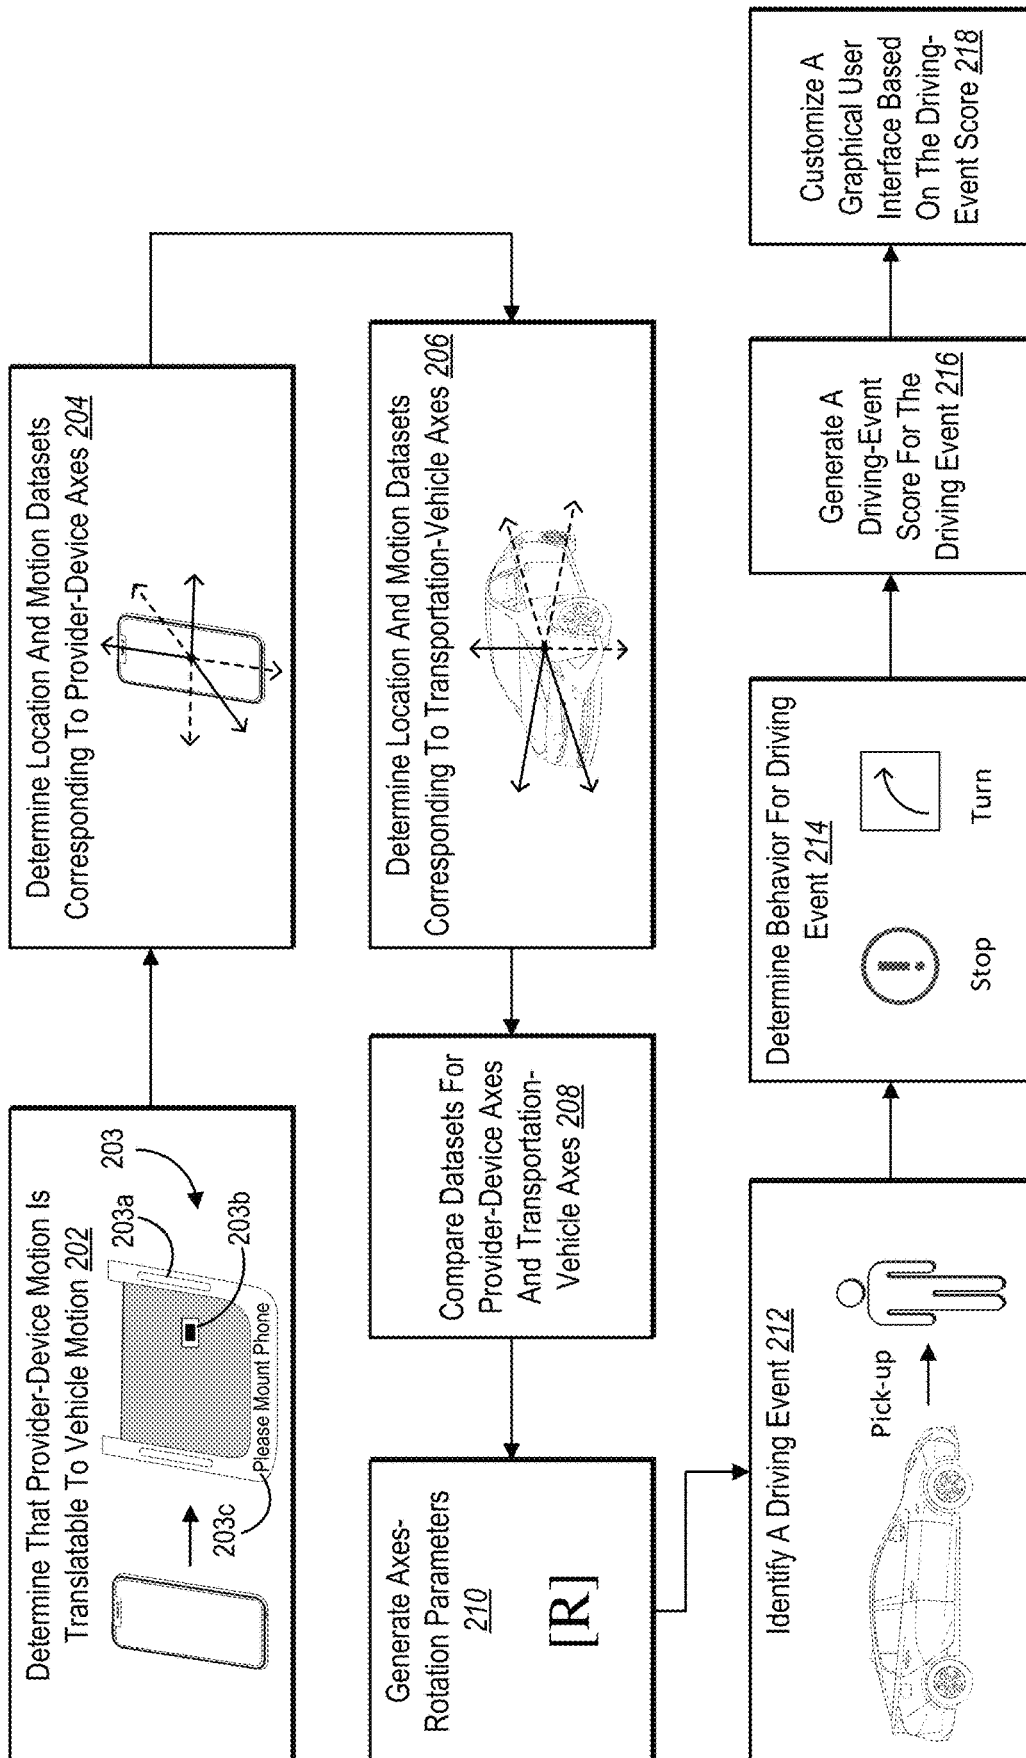 Determine That Provider-Device Motion Is
Translatable To Vehicle Motion 202
203
203a
203b
203c
Please Mount Phone
Determine Location And Motion Datasets
Corresponding To Provider-Device Axes 204
Determine Location And Motion Datasets
Corresponding To Transportation-Vehicle Axes 206
Compare Datasets For
Provider-Device Axes
And Transportation-
Vehicle Axes 208
Generate Axes-
Rotation Parameters
210
[R]
Identify A Driving Event 212
Pick-up
Determine Behavior For Driving
Event 214
Stop
Turn
Generate A
Driving-Event
Score For The
Driving Event 216
Customize A
Graphical User
Interface Based
On The Driving-
Event Score 218